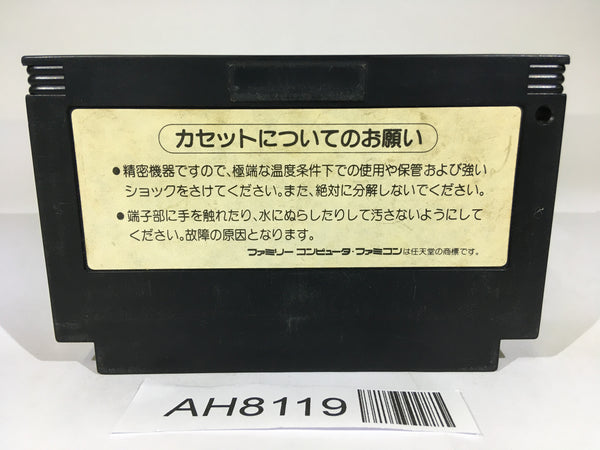 カセットについてのお願い
●精密機器ですので、極端な温度条件下での使用や保管および強い
ショックをさけてください。また、絶対に分解しないでください。
●端子部に手を触れたり、水にぬらしたりして汚さないようにして
ください。故障の原因となります。
ファミリー コンピュータ・ファミコンは任天堂の商標です。
AH8119